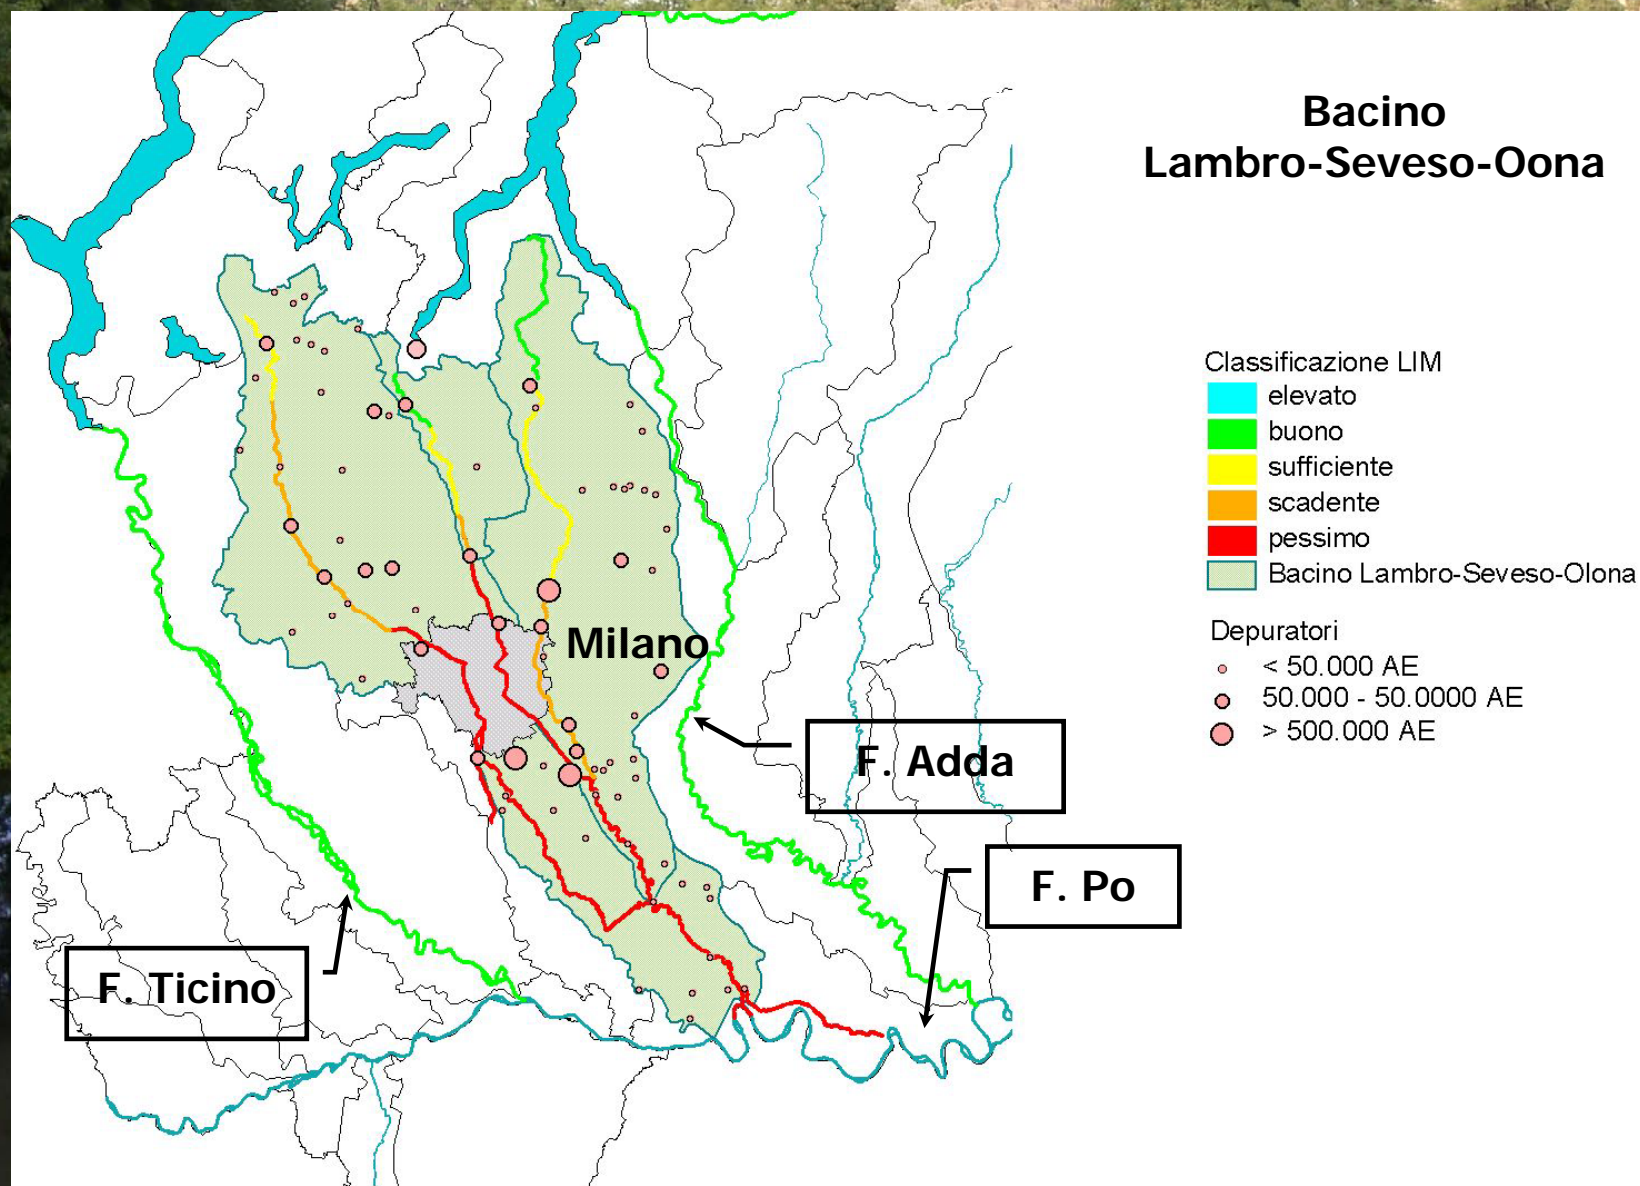 Bacino
Lambro-Seveso-Oona
Classificazione LIM
elevato
buono
sufficiente
scadente
pessimo
Bacino Lambro-Seveso-Olona
Depuratori
< 50.000 AE
50.000 - 50.0000 AE
> 500.000 AE
Milano
F. Adda
F. Po
F. Ticino